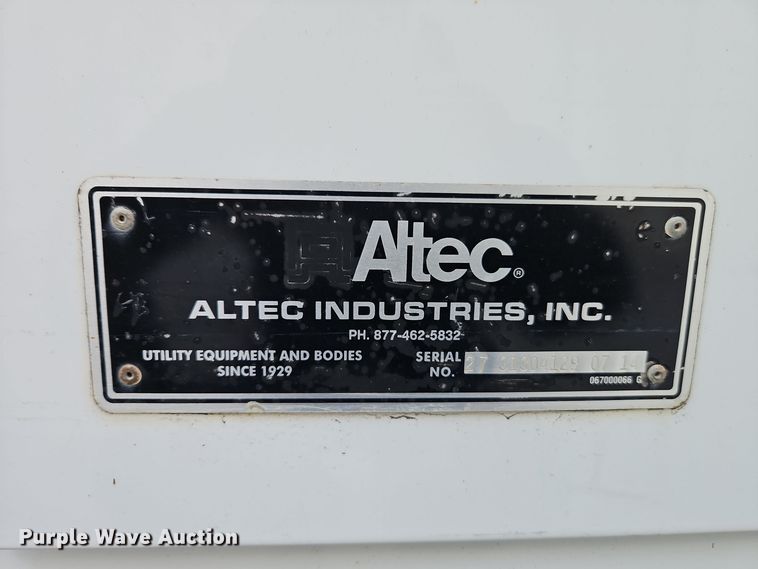 Altec®
ALTEC INDUSTRIES, INC.
PH. 877-462-5832
UTILITY EQUIPMENT AND BODIES
SINCE 1929
SERIAL
NO.
067000066 G
Purple Wave Auction